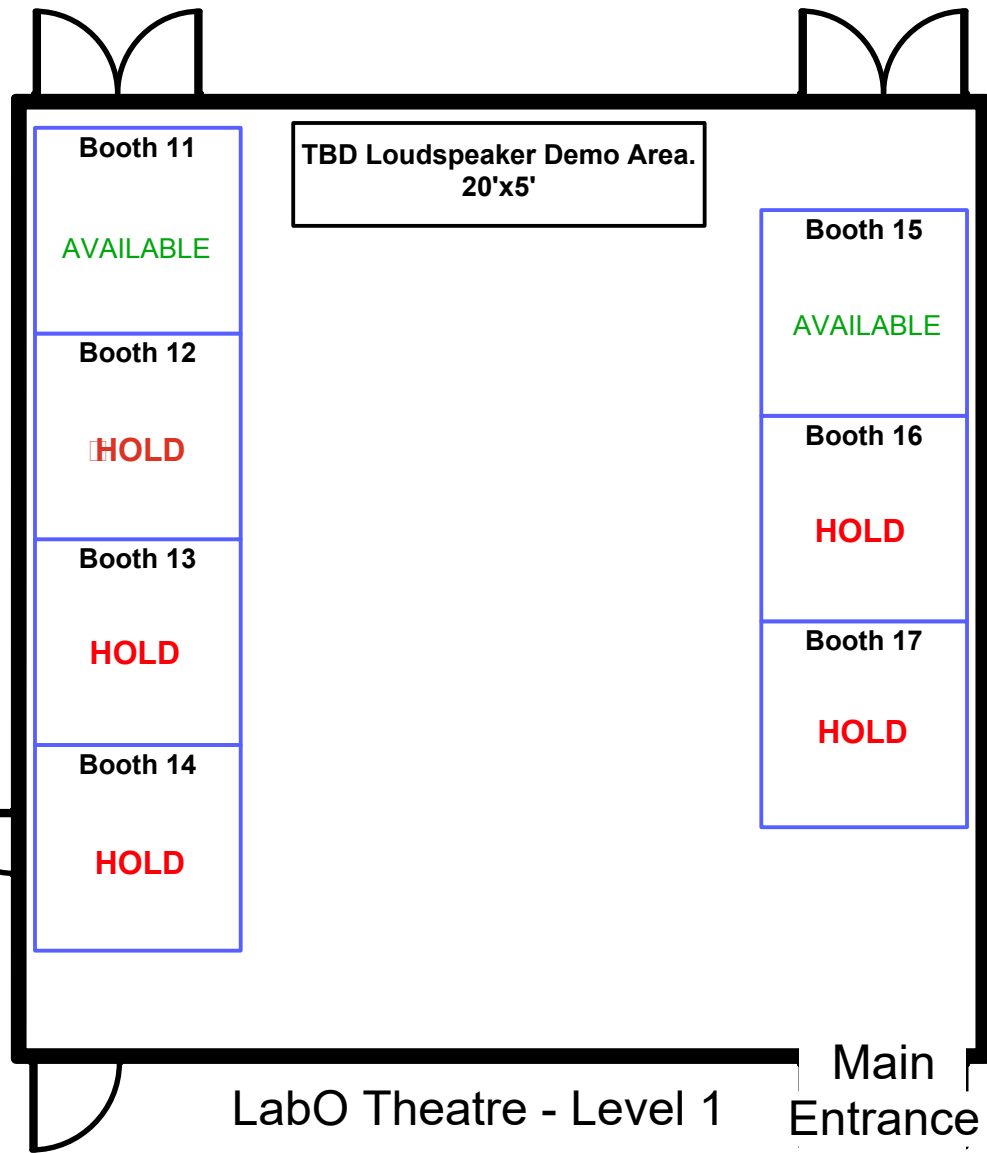 Booth 11
AVAILABLE
Booth 12
HOLD
Booth 13
HOLD
Booth 14
HOLD
TBD Loudspeaker Demo Area.
20'x5'
Booth 15
AVAILABLE
Booth 16
HOLD
Booth 17
HOLD
LabO Theatre - Level 1
Main
Entrance